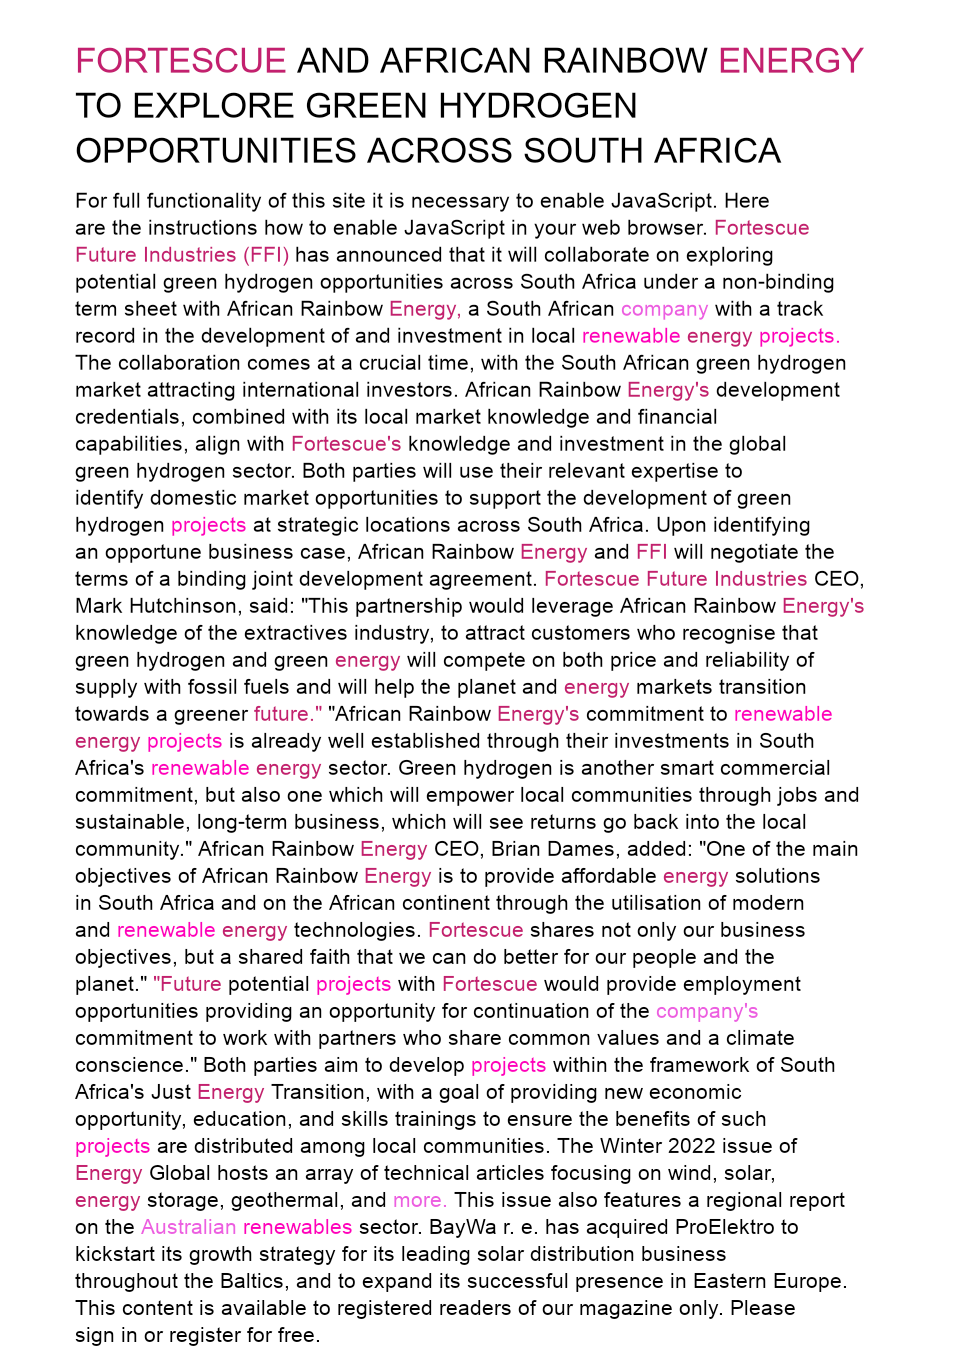 FORTESCUE AND AFRICAN RAINBOW ENERGY
TO EXPLORE GREEN HYDROGEN
OPPORTUNITIES ACROSS SOUTH AFRICA
For full functionality of this site it is necessary to enable JavaScript. Here
are the instructions how to enable JavaScript in your web browser. Fortescue
Future Industries (FFI) has announced that it will collaborate on exploring
potential green hydrogen opportunities across South Africa under a non-binding
term sheet with African Rainbow Energy, a South African company with a track
record in the development of and investment in local renewable energy projects.
The collaboration comes at a crucial time, with the South African green hydrogen
market attracting international investors. African Rainbow Energy's development
credentials, combined with its local market knowledge and financial
capabilities, align with Fortescue's knowledge and investment in the global
green hydrogen sector. Both parties will use their relevant expertise to
identify domestic market opportunities to support the development of green
hydrogen projects at strategic locations across South Africa. Upon identifying
an opportune business case, African Rainbow Energy and FFI will negotiate the
terms of a binding joint development agreement. Fortescue Future Industries CEO,
Mark Hutchinson, said: "This partnership would leverage African Rainbow Energy's
knowledge of the extractives industry, to attract customers who recognise that
green hydrogen and green energy will compete on both price and reliability of
supply with fossil fuels and will help the planet and energy markets transition
towards a greener future." "African Rainbow Energy's commitment to renewable
energy projects is already well established through their investments in South
Africa's renewable energy sector. Green hydrogen is another smart commercial
commitment, but also one which will empower local communities through jobs and
sustainable, long-term business, which will see returns go back into the local
community." African Rainbow Energy CEO, Brian Dames, added: "One of the main
objectives of African Rainbow Energy is to provide affordable energy solutions
in South Africa and on the African continent through the utilisation of modern
and renewable energy technologies. Fortescue shares not only our business
objectives, but a shared faith that we can do better for our people and the
planet." "Future potential projects with Fortescue would provide employment
opportunities providing an opportunity for continuation of the company's
commitment to work with partners who share common values and a climate
conscience." Both parties aim to develop projects within the framework of South
Africa's Just Energy Transition, with a goal of providing new economic
opportunity, education, and skills trainings to ensure the benefits of such
projects are distributed among local communities. The Winter 2022 issue of
Energy Global hosts an array of technical articles focusing on wind, solar,
energy storage, geothermal, and more. This issue also features a regional report
on the Australian renewables sector. BayWa r. e. has acquired ProElektro to
kickstart its growth strategy for its leading solar distribution business
throughout the Baltics, and to expand its successful presence in Eastern Europe.
This content is available to registered readers of our magazine only. Please
sign in or register for free.